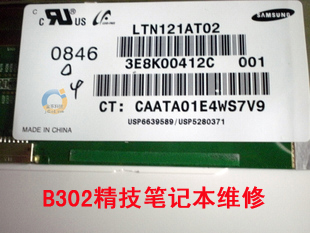 LTN121AT02
SAMSUNG
0846
3E8K00412C 001
CT: CAATA01E4WS7V9
MADE IN CHINA
USP6639589/USP5280371
B302精技笔记本维修